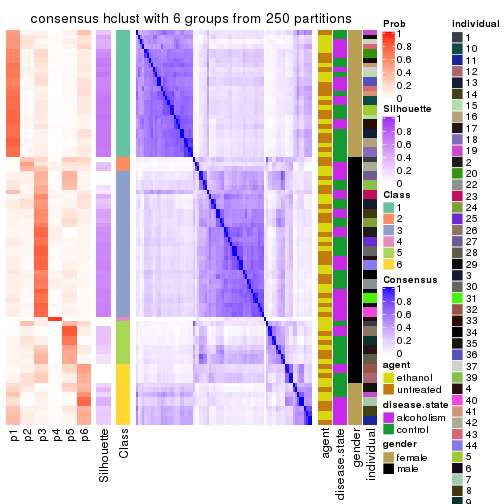 consensus hclust with 6 groups from 250 partitions
p1
p2
p3
p4
p5
p6
Silhouette
Class
agent
disease.state
gender
individual
Prob
1
0.8
0.6
0.4
0.2
0
Silhouette
1
0.8
0.6
0.4
0.2
0
Class
1
2
3
4
5
6
Consensus
1
0.8
0.6
0.4
0.2
0
agent
ethanol
untreated
disease.state
alcoholism
control
gender
female
male
individual
1
10
11
12
13
14
15
16
17
18
19
2
20
22
23
24
25
26
27
28
29
3
30
31
32
33
34
35
36
37
39
4
40
41
42
43
44
5
6
7
8
9